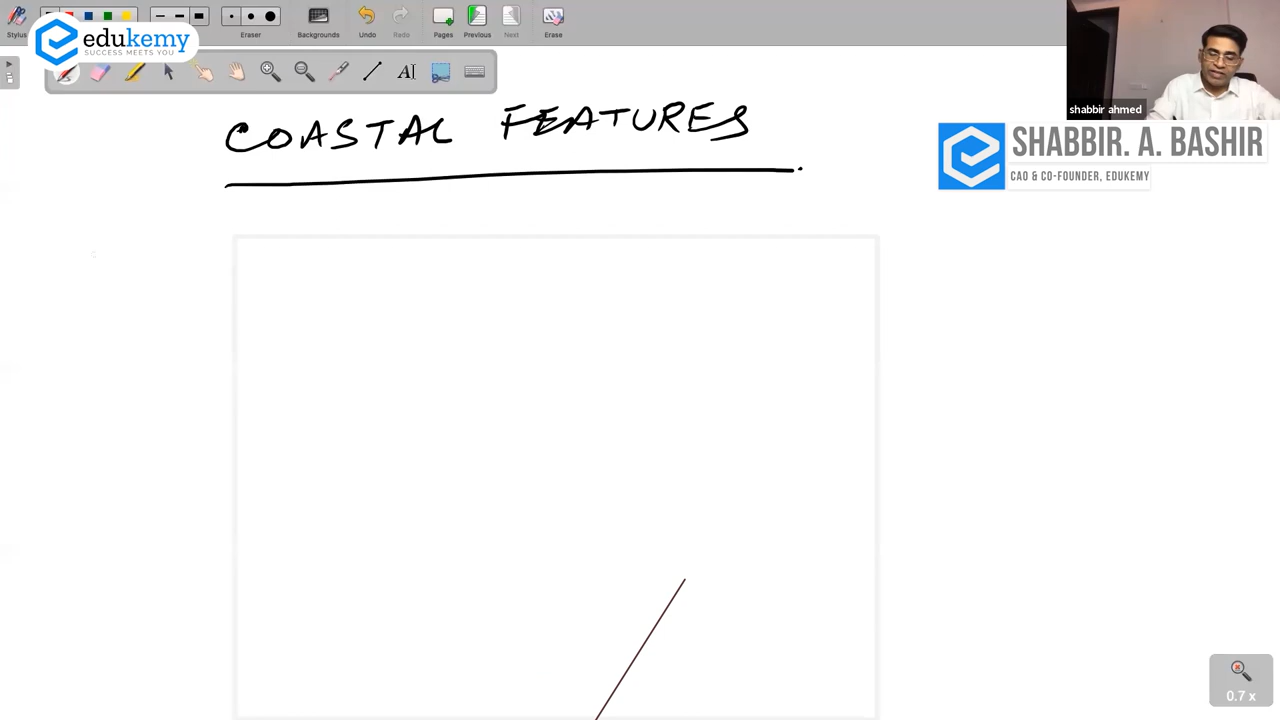 Stylus
Eraser
Backgrounds
Undo
Redo
Pages
Previous
Next
Erase
edukemy
SUCCESS MEETS YOU
shabbir ahmed
COASTAL FEATURES
SHABBIR. A. BASHIR
CAO & CO-FOUNDER, EDUKEMY
0.7 x